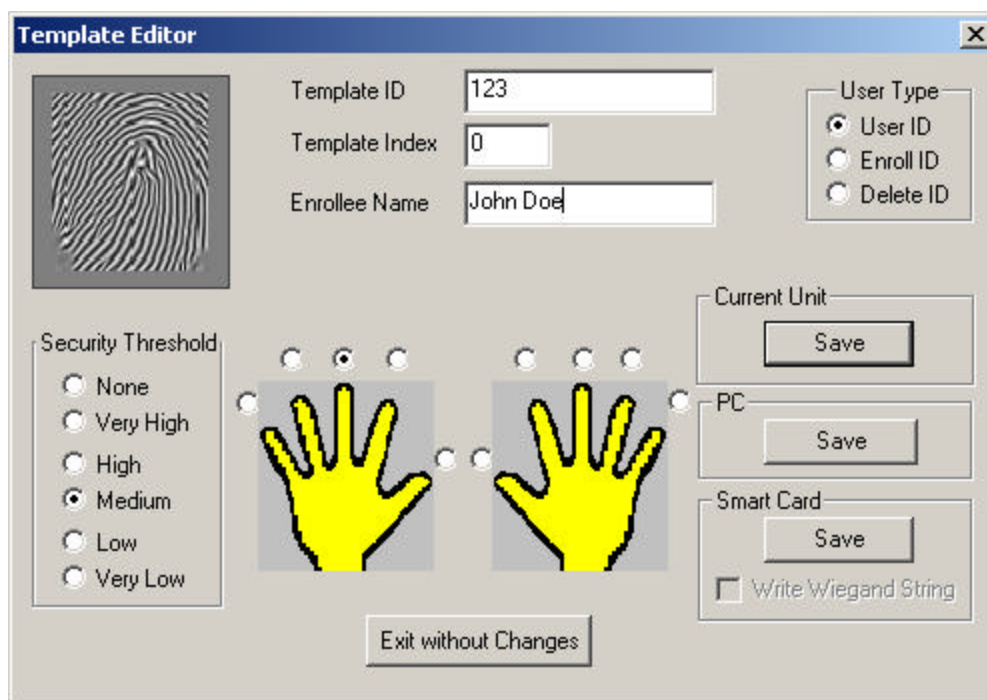 Template Editor
Template ID
123
Template Index
0
Enrollee Name
John Doe
User Type
User ID
Enroll ID
Delete ID
Security Threshold
None
Very High
High
Medium
Low
Very Low
Current Unit
Save
PC
Save
Smart Card
Save
Write Wiegand String
Exit without Changes